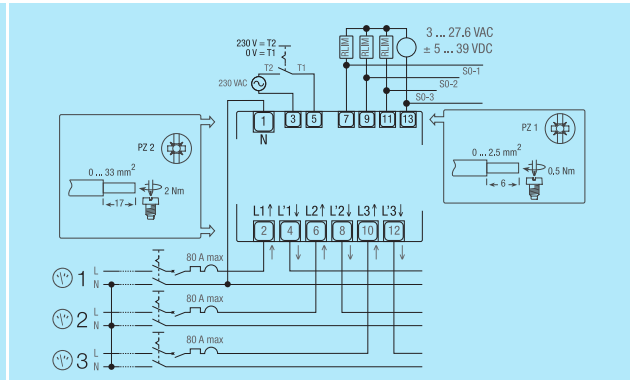 3 ... 27.6 VAC
± 5 ... 39 VDC
RLIM RLIM RLIM
230 V = T2
0 V = T1
T2 T1
230 VAC
S0-1
S0-2
S0-3
1 3 5 7 9 11 13
N
PZ 2
0 ... 33 mm²
2 Nm
17
PZ 1
0 ... 2.5 mm²
0.5 Nm
6
L1↑ L'1↓ L2↑ L'2↓ L3↑ L'3↓
2 4 6 8 10 12
80 A max
1 L
N
80 A max
2 L
N
80 A max
3 L
N